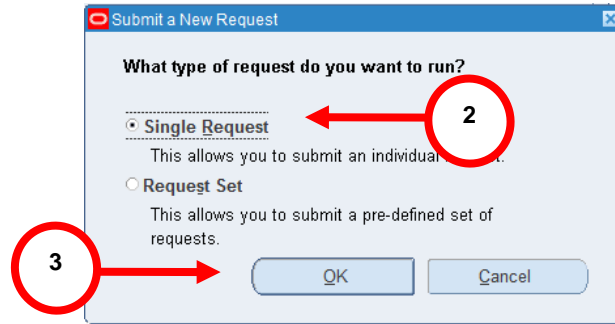 Submit a New Request
What type of request do you want to run?
2
Single Request
This allows you to submit an individual
Request Set
This allows you to submit a pre-defined set of
requests.
3
OK
Cancel